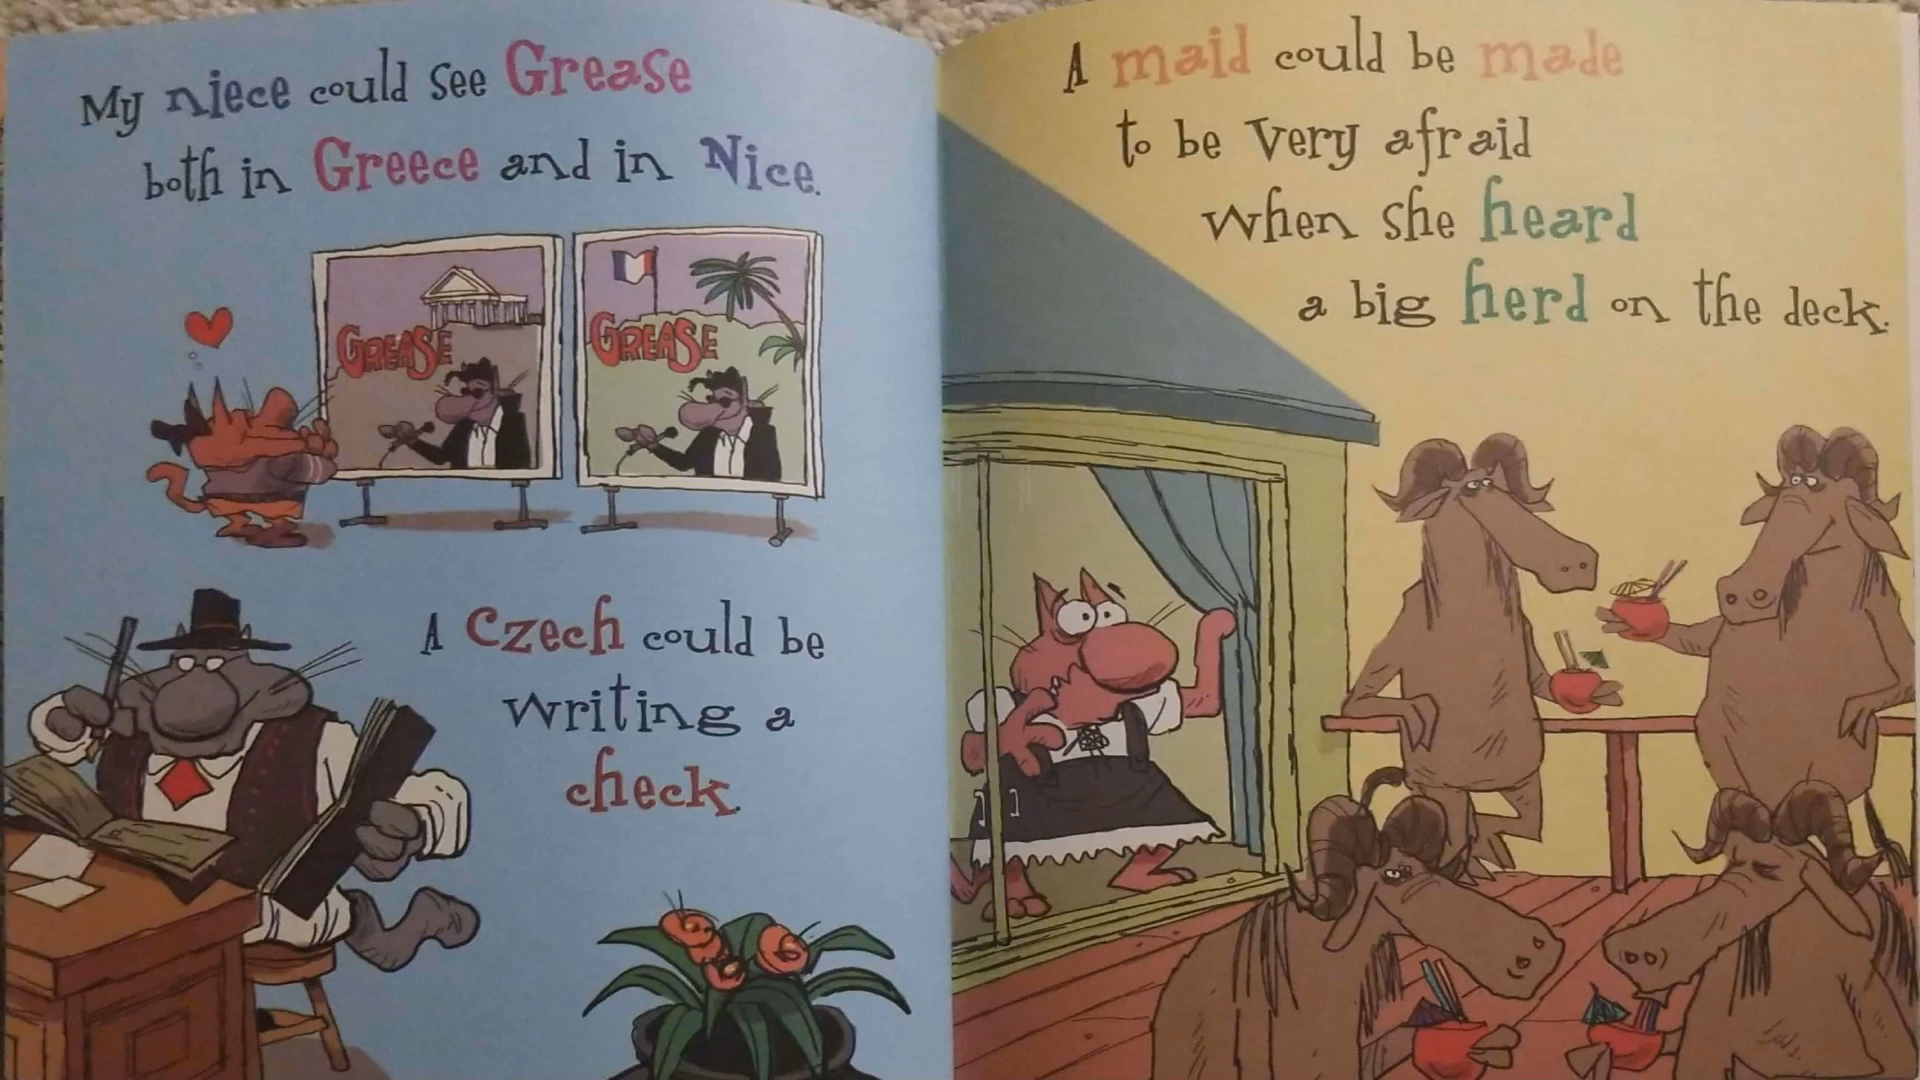 My niece could see Grease
both in Greece and in Nice.
GREASE
GREASE
A Czech could be
writing a
check.
A maid could be made
to be very afraid
when she heard
a big herd on the deck.